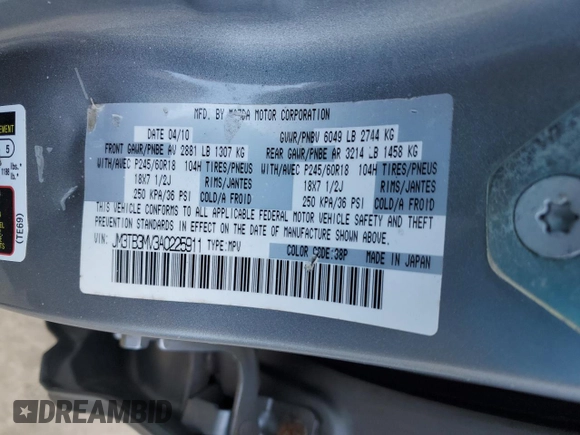 MFD. BY MAZDA MOTOR CORPORATION
DATE 04/10 GVWR/PNBV 6049 LB 2744 KG
FRONT GAWR/PNBE AV 2881 LB 1307 KG REAR GAWR/PNBE AR 3214 LB 1458 KG
WITH/AVEC P245/60R18 104H TIRES/PNEUS WITH/AVEC P245/60R18 104H TIRES/PNEUS
18X7 1/2J RIMS/JANTES 18X7 1/2J RIMS/JANTES
250 KPA/36 PSI COLD/A FROID 250 KPA/36 PSI COLD/A FROID
THIS VEHICLE CONFORMS TO ALL APPLICABLE FEDERAL MOTOR VEHICLE SAFETY AND THEFT
PREVENTION STANDARDS IN EFFECT ON THE DATE OF MANUFACTURE SHOWN ABOVE.
VIN: JM3TB3MV3A0225911 TYPE: MPV COLOR CODE: 38P MADE IN JAPAN
5
(TE69)
DREAMBID